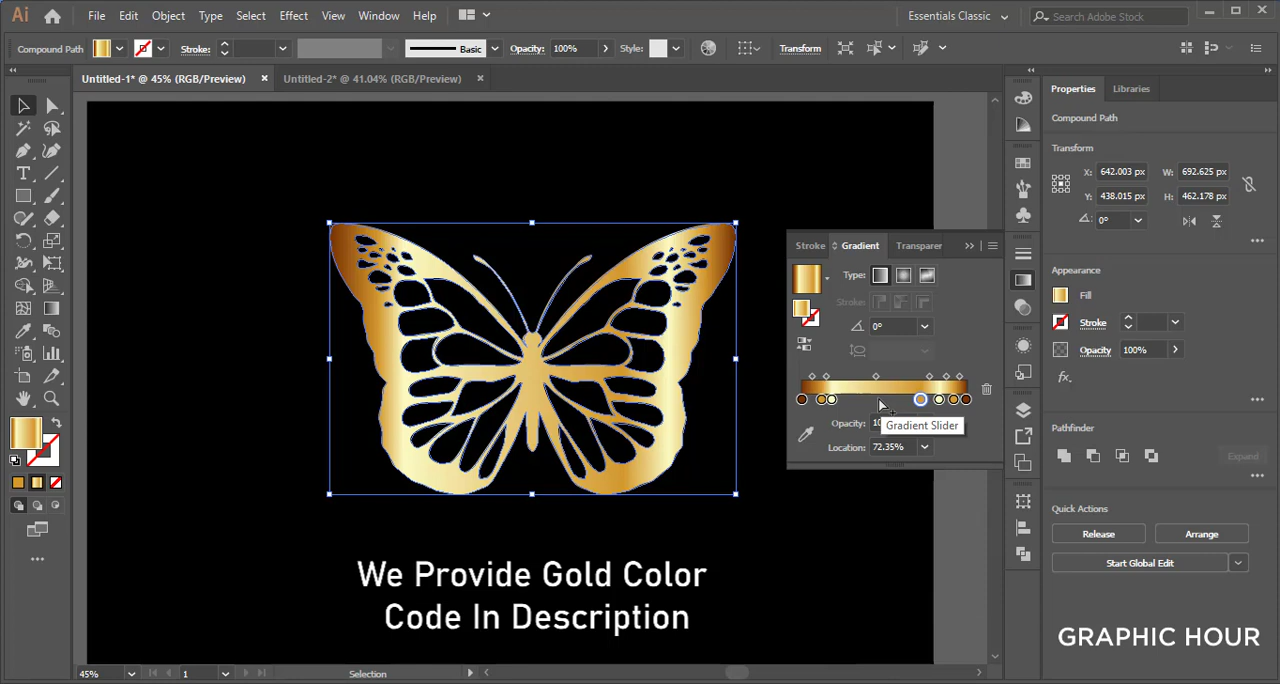 Ai File Edit Object Type Select Effect View Window Help Essentials Classic Search Adobe Stock
Compound Path Stroke: Basic Opacity: 100% Style: Transform
Untitled-1* @ 45% (RGB/Preview) × Untitled-2* @ 41.04% (RGB/Preview) ×
Properties Libraries
Compound Path
Transform
X: 642.003 px W: 692.625 px
Y: 438.015 px H: 462.178 px
0°
Stroke Gradient Transparer
Type:
Stroke:
0°
Opacity: 10
Gradient Slider
Location: 72.35%
Appearance
Fill
Stroke
Opacity 100%
fx.
Pathfinder
Expand
Quick Actions
Release Arrange
Start Global Edit
We Provide Gold Color
Code In Description
GRAPHIC HOUR
45% 1 Selection